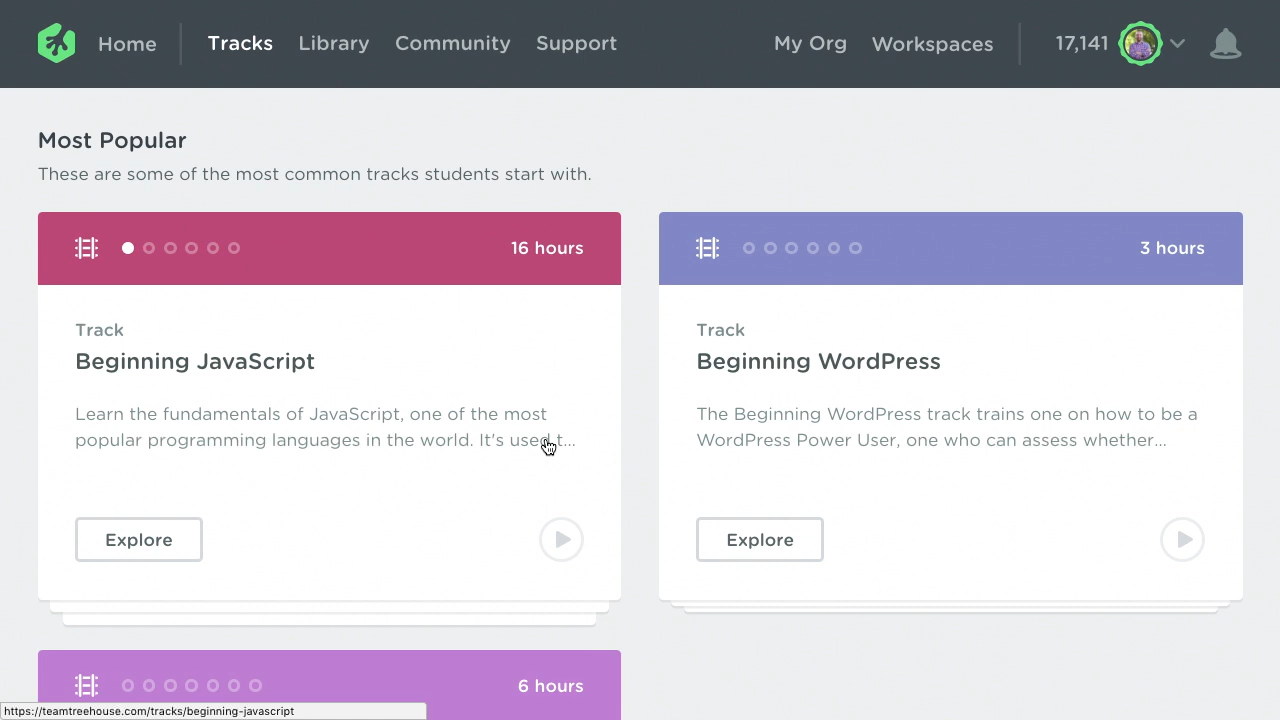 Home Tracks Library Community Support My Org Workspaces 17,141
Most Popular
These are some of the most common tracks students start with.
16 hours
Track
Beginning JavaScript
Learn the fundamentals of JavaScript, one of the most
popular programming languages in the world. It's used t...
Explore
3 hours
Track
Beginning WordPress
The Beginning WordPress track trains one on how to be a
WordPress Power User, one who can assess whether...
Explore
6 hours
https://teamtreehouse.com/tracks/beginning-javascript